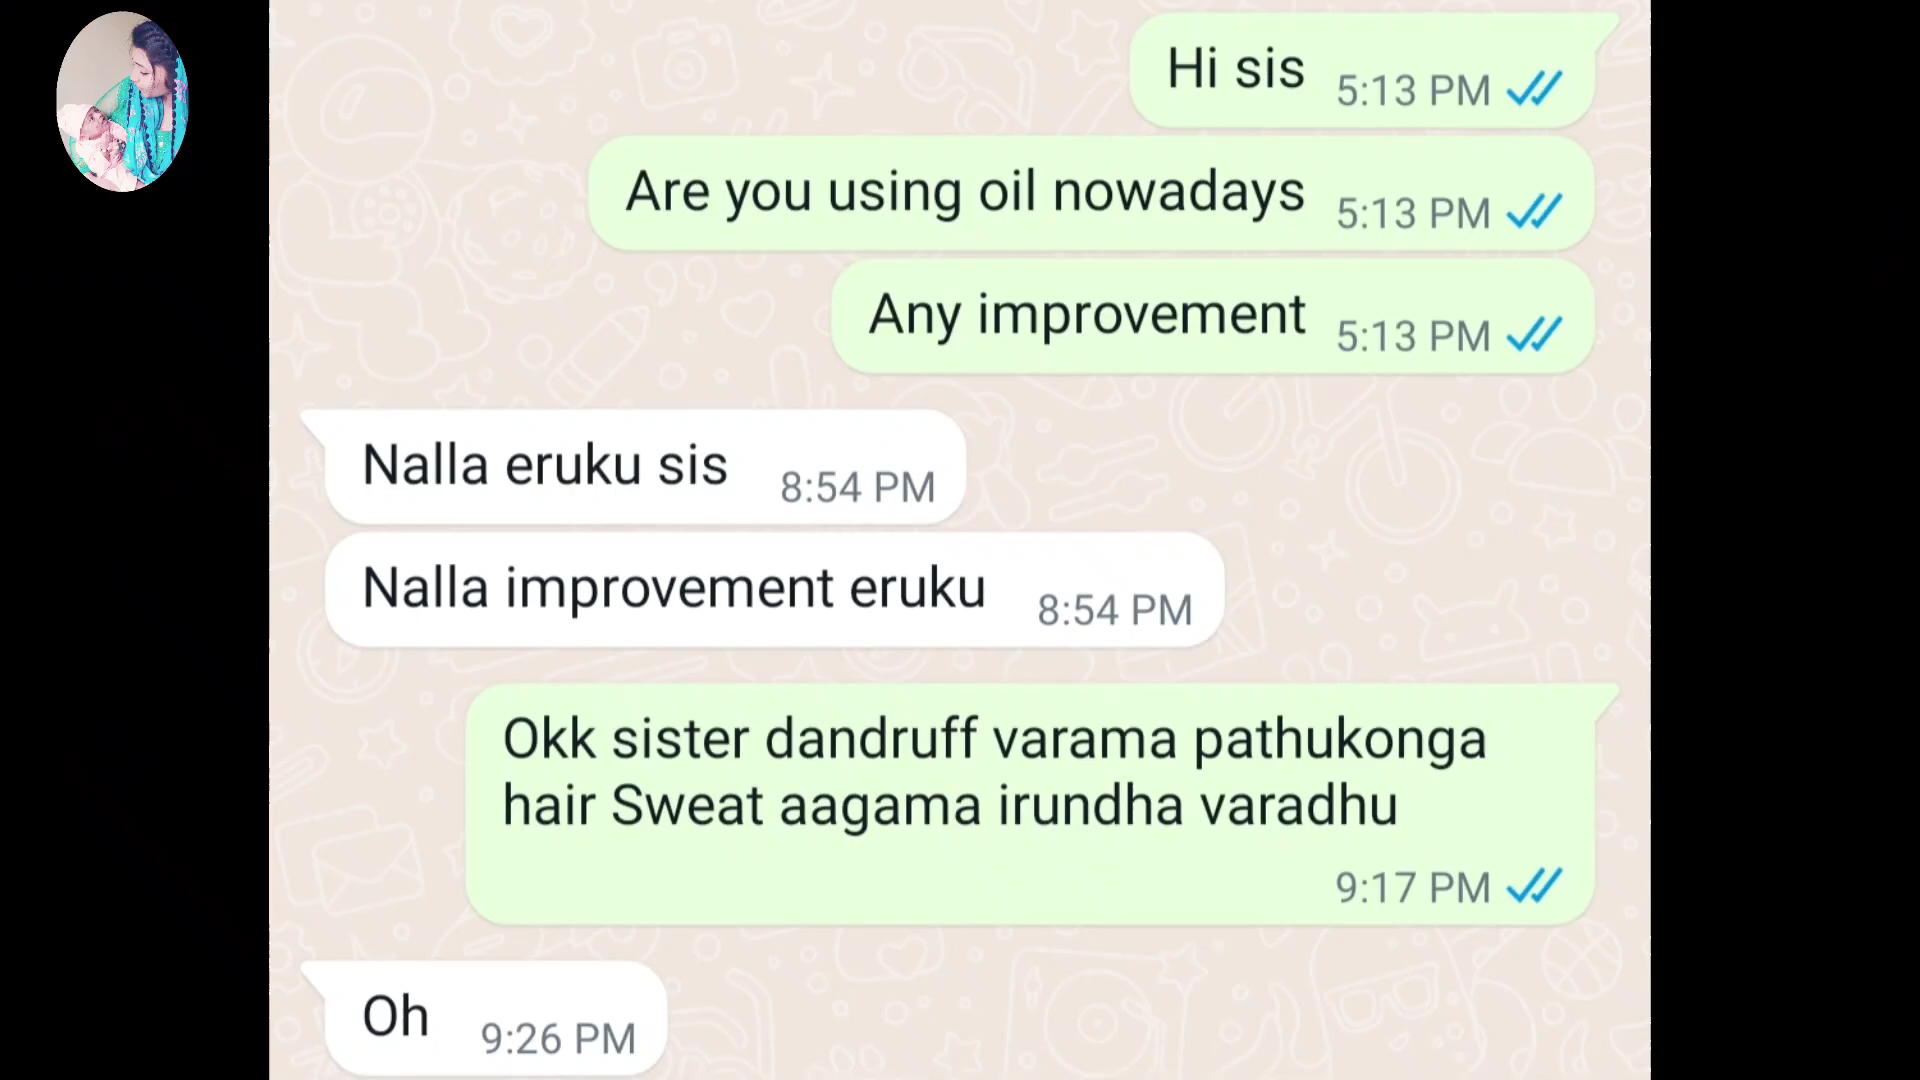 Hi sis 5:13 PM
Are you using oil nowadays 5:13 PM
Any improvement 5:13 PM
Nalla eruku sis 8:54 PM
Nalla improvement eruku 8:54 PM
Okk sister dandruff varama pathukonga
hair Sweat aagama irundha varadhu
9:17 PM
Oh 9:26 PM